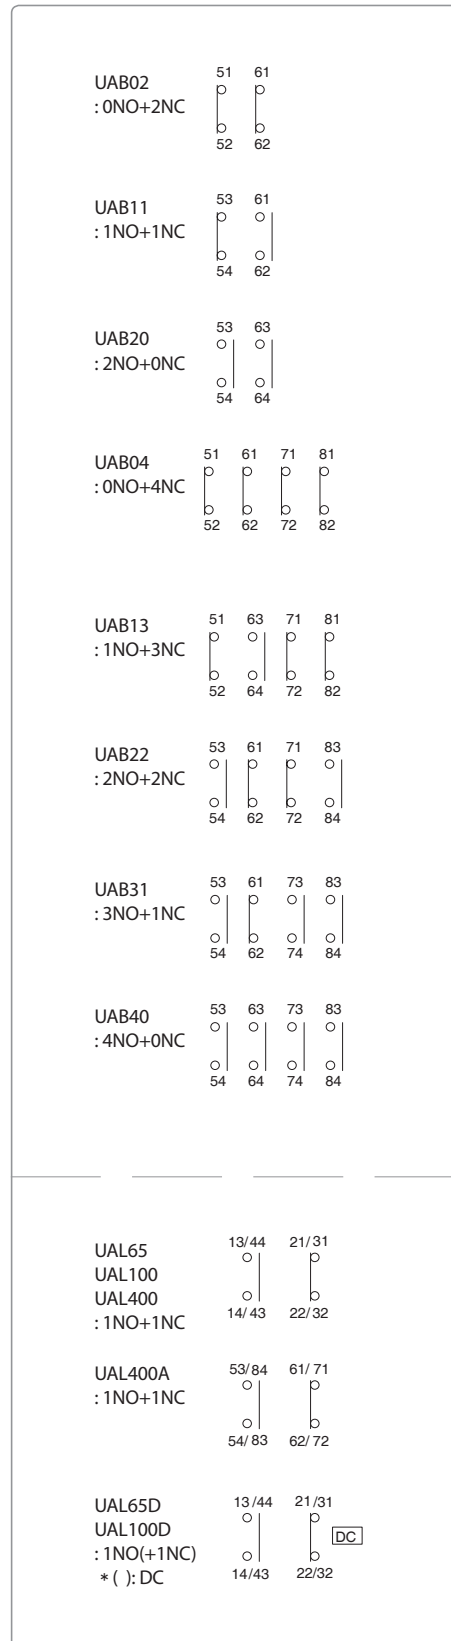 51 61
UAB02
: 0NO+2NC
52 62
53 61
UAB11
: 1NO+1NC
54 62
53 63
UAB20
: 2NO+0NC
54 64
51 61 71 81
UAB04
: 0NO+4NC
52 62 72 82
51 63 71 81
UAB13
: 1NO+3NC
52 64 72 82
53 61 71 83
UAB22
: 2NO+2NC
54 62 72 84
53 61 73 83
UAB31
: 3NO+1NC
54 62 74 84
53 63 73 83
UAB40
: 4NO+0NC
54 64 74 84
13/44 21/31
UAL65
UAL100
UAL400
14/43 22/32
: 1NO+1NC
53/84 61/71
UAL400A
: 1NO+1NC
54/83 62/72
13/44 21/31
UAL65D
UAL100D
DC
: 1NO(+1NC)
14/43 22/32
* ( ): DC